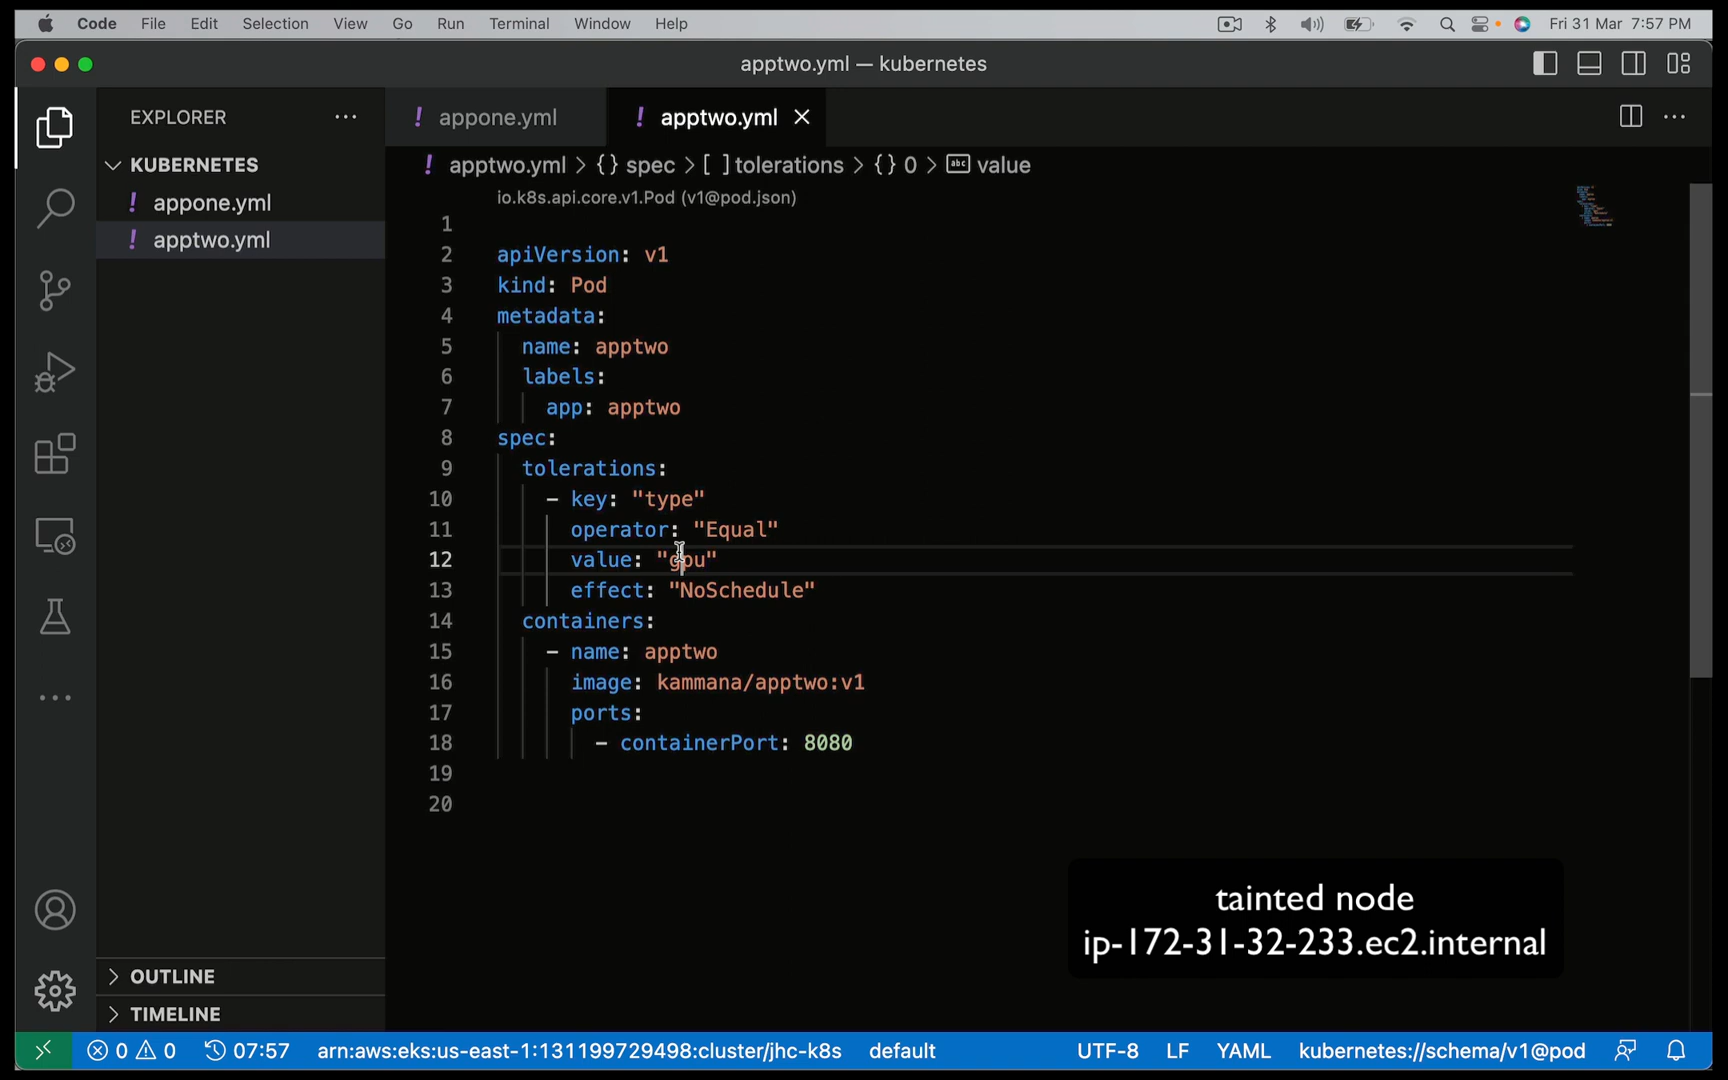 Code File Edit Selection View Go Run Terminal Window Help Fri 31 Mar 7:57 PM
apptwo.yml — kubernetes
EXPLORER
KUBERNETES
appone.yml
apptwo.yml
OUTLINE
TIMELINE
appone.yml apptwo.yml
apptwo.yml > {} spec > [ ] tolerations > {} 0 > abc value
io.k8s.api.core.v1.Pod (v1@pod.json)
1
2 apiVersion: v1
3 kind: Pod
4 metadata:
5 name: apptwo
6 labels:
7 app: apptwo
8 spec:
9 tolerations:
10 - key: "type"
11 operator: "Equal"
12 value: "gpu"
13 effect: "NoSchedule"
14 containers:
15 - name: apptwo
16 image: kammana/apptwo:v1
17 ports:
18 - containerPort: 8080
19
20
tainted node
ip-172-31-32-233.ec2.internal
0 0 07:57 arn:aws:eks:us-east-1:131199729498:cluster/jhc-k8s default UTF-8 LF YAML kubernetes://schema/v1@pod